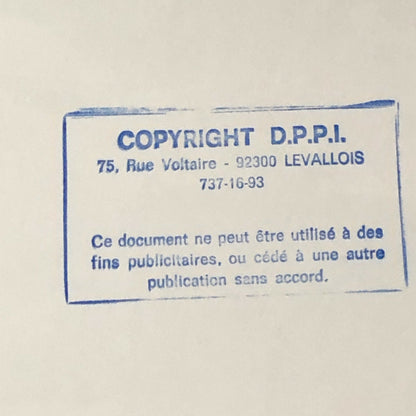 COPYRIGHT D.P.P.I.
75, Rue Voltaire - 92300 LEVALLOIS
737-16-93
Ce document ne peut être utilisé à des
fins publicitaires, ou cédé à une autre
publication sans accord.